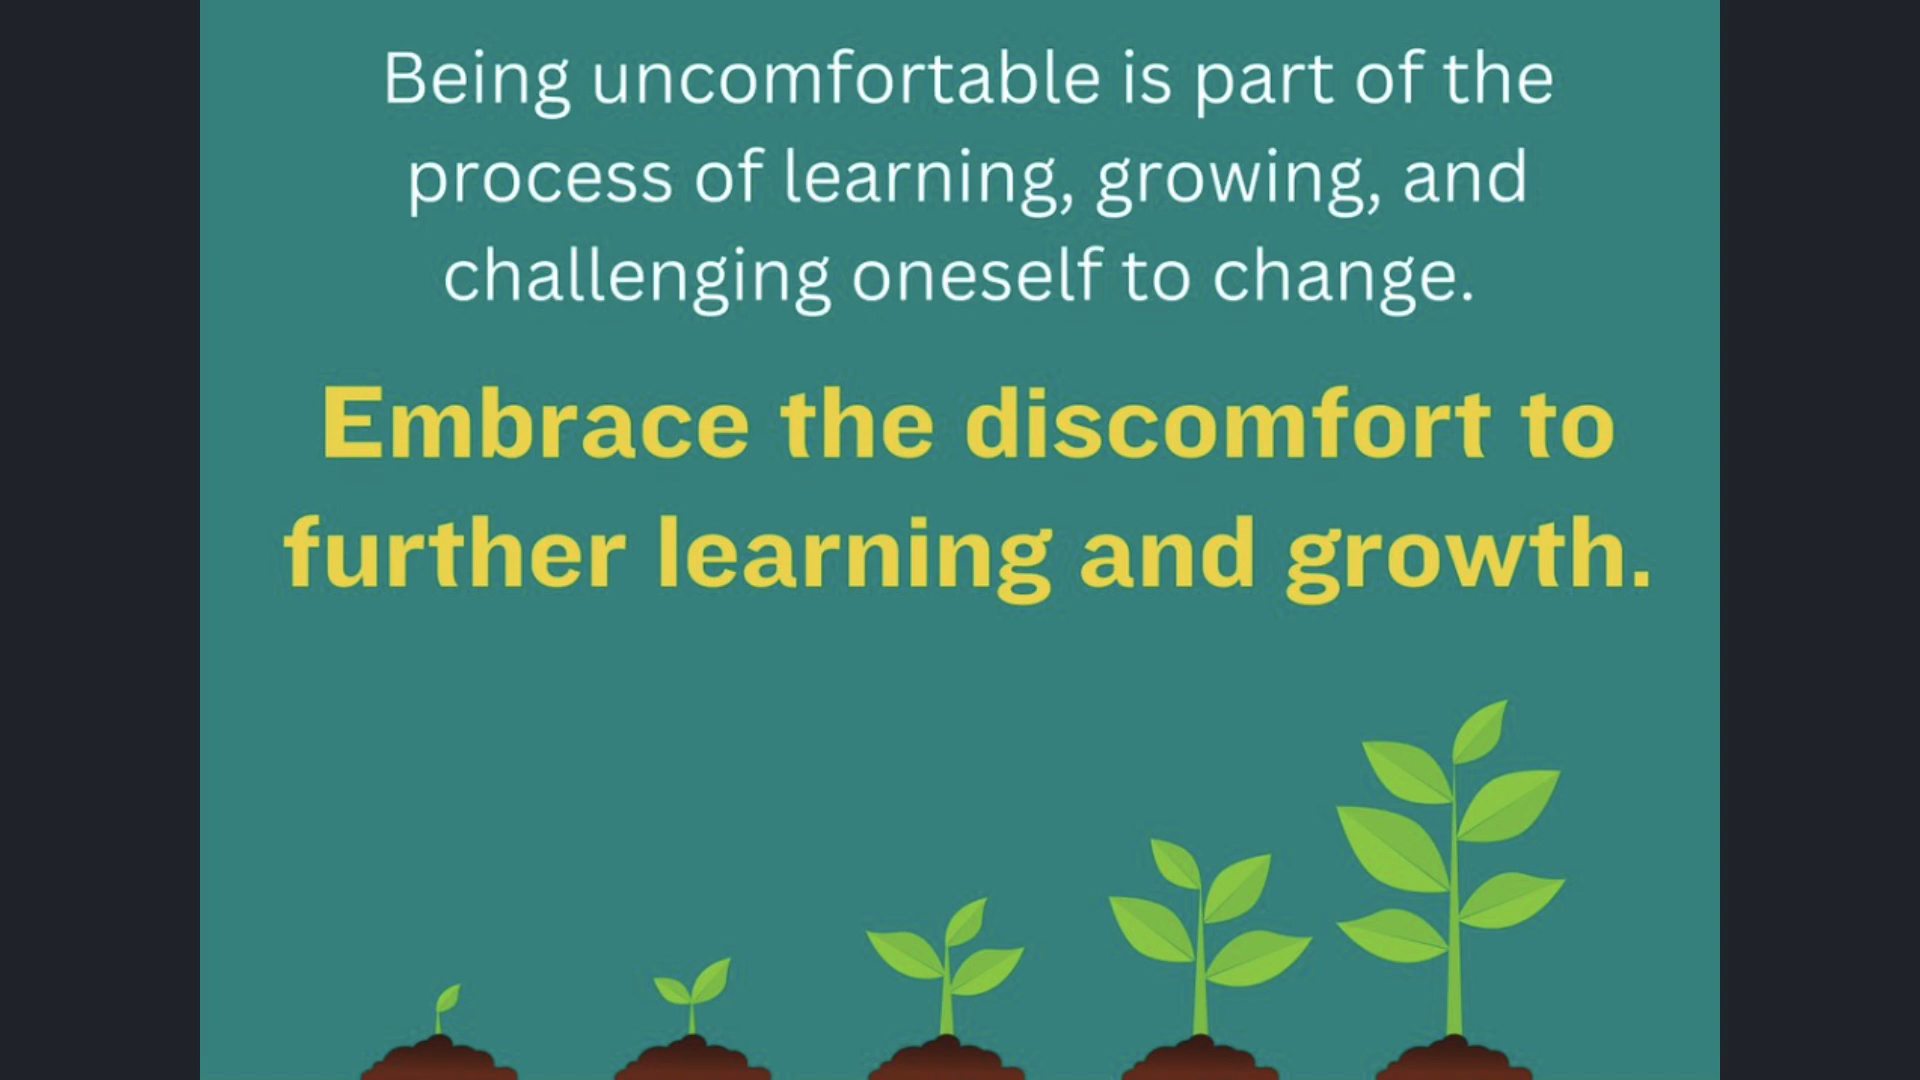 Being uncomfortable is part of the
process of learning, growing, and
challenging oneself to change.
Embrace the discomfort to
further learning and growth.